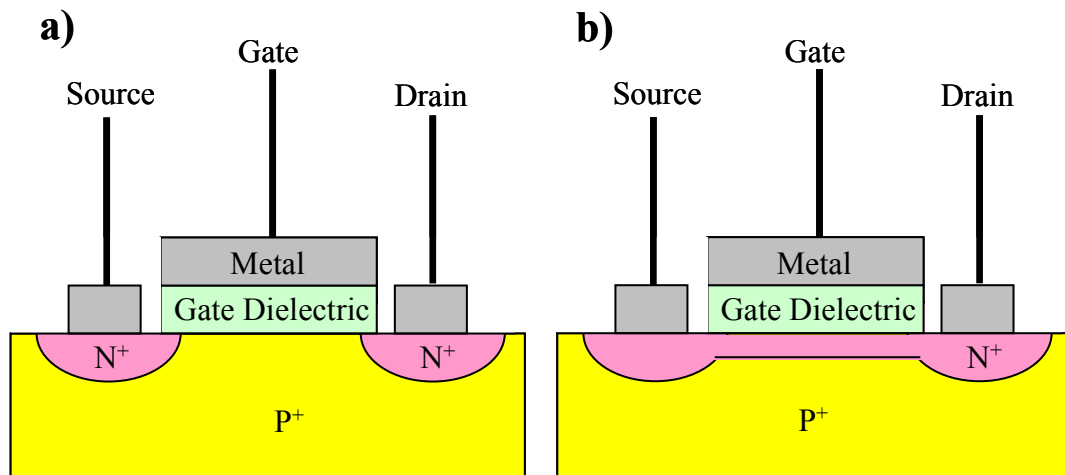 a)
Gate
Source
Drain
Metal
Gate Dielectric
N⁺
N⁺
P⁺
b)
Gate
Source
Drain
Metal
Gate Dielectric
N⁺
P⁺